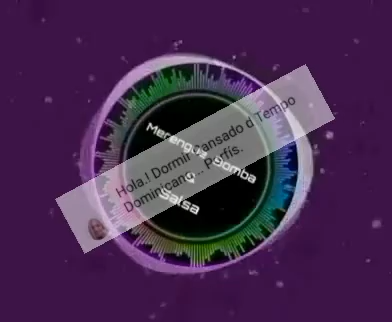 Merengue, Bomba
&
Salsa
Hola.! Dormir Cansado d Tempo
Dominicano...